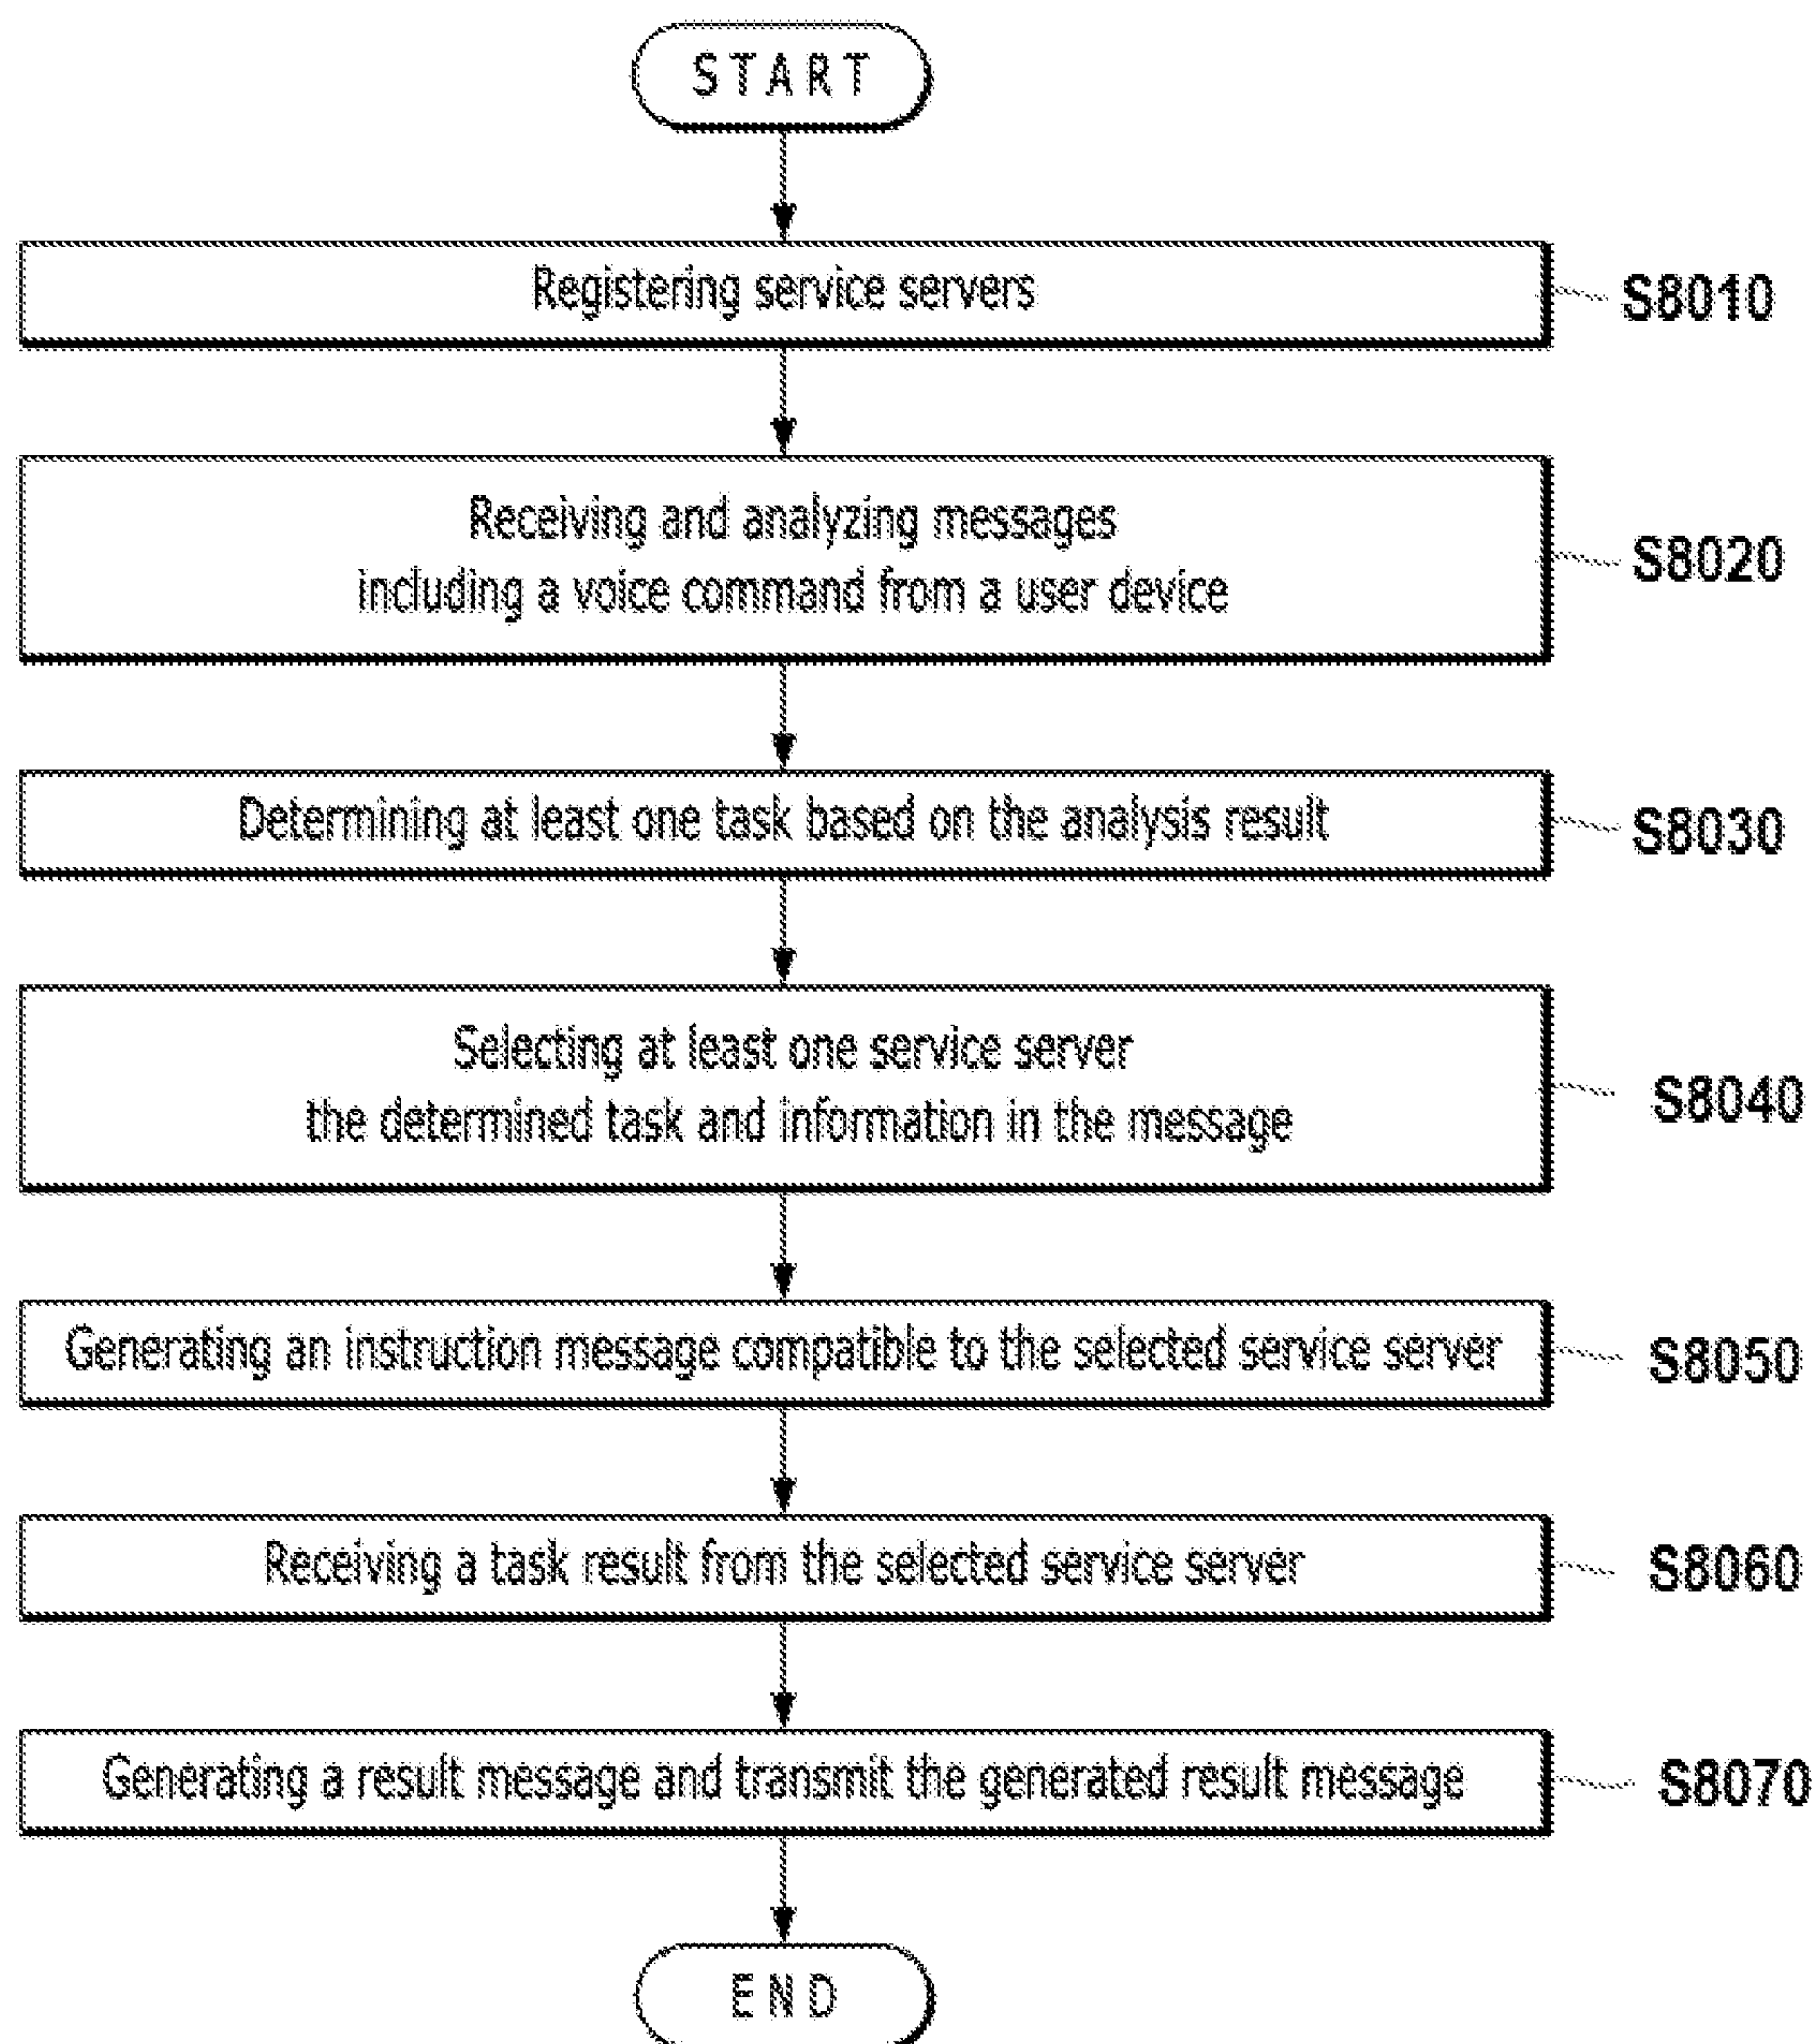 START
Registering service servers
S8010
Receiving and analyzing messages
including a voice command from a user device
S8020
Determining at least one task based on the analysis result
S8030
Selecting at least one service server
the determined task and information in the message
S8040
Generating an instruction message compatible to the selected service server
S8050
Receiving a task result from the selected service server
S8060
Generating a result message and transmit the generated result message
S8070
END